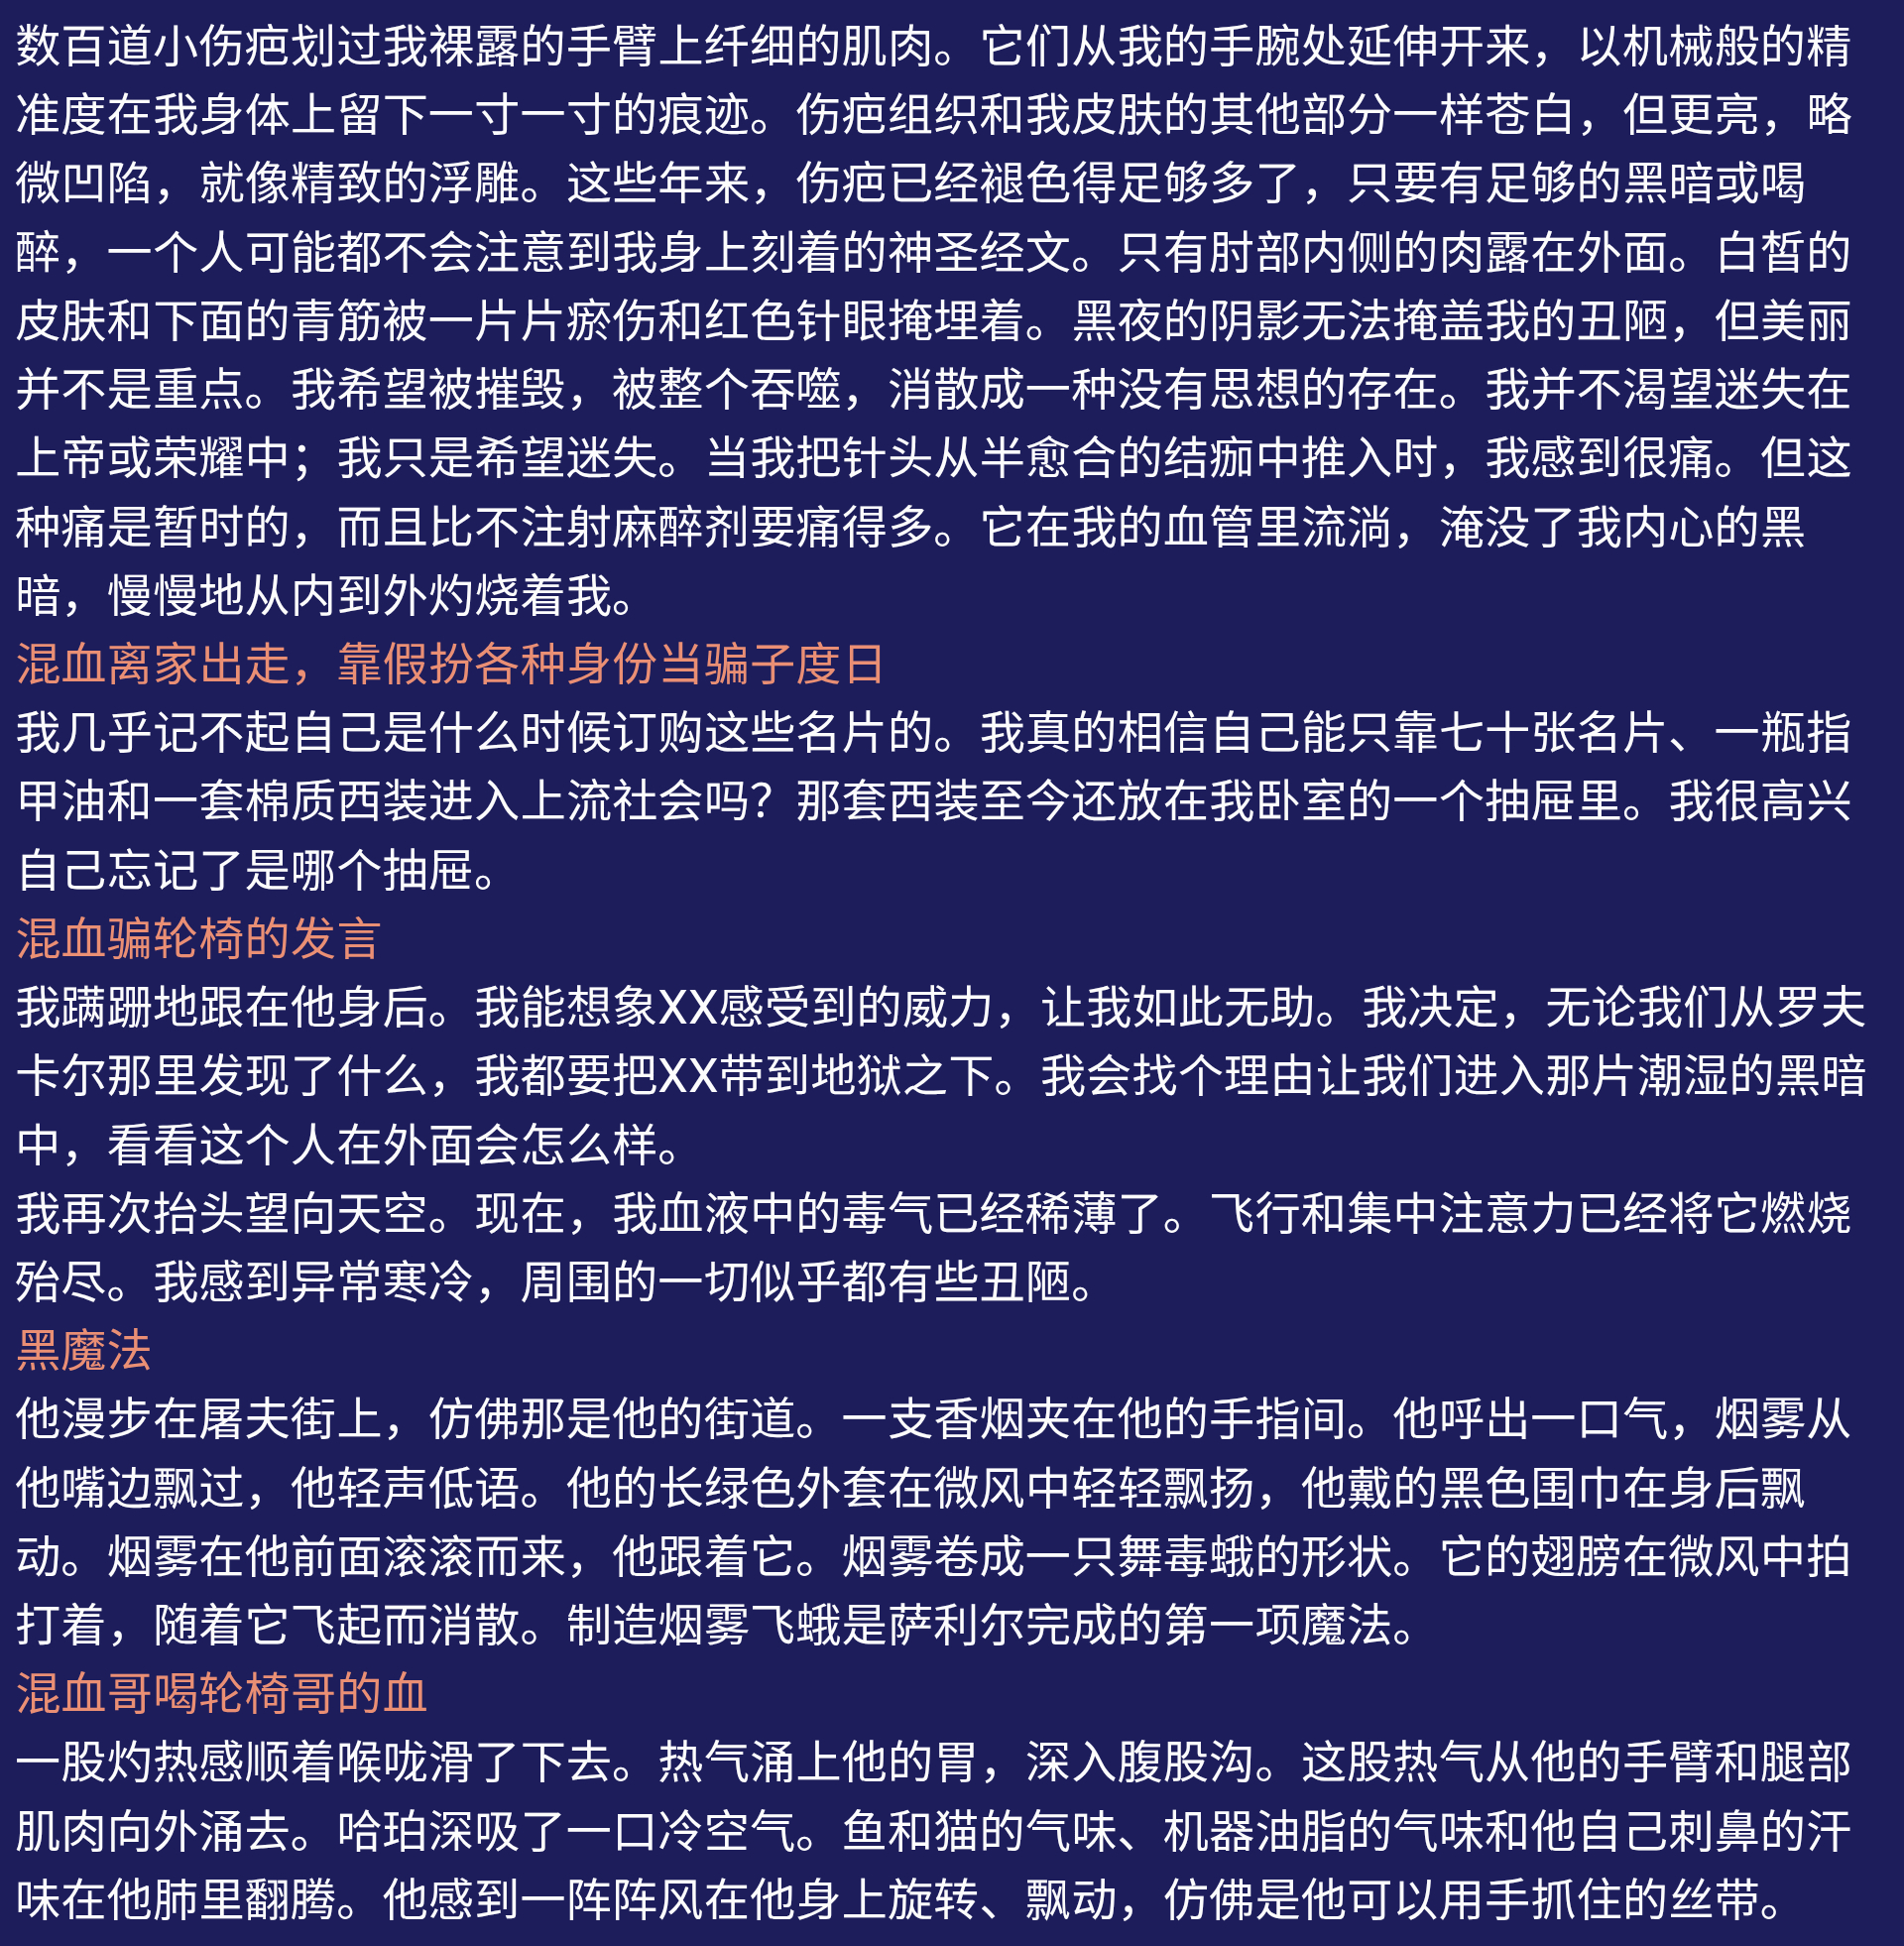 数百道小伤疤划过我裸露的手臂上纤细的肌肉。它们从我的手腕处延伸开来，以机械般的精
准度在我身体上留下一寸一寸的痕迹。伤疤组织和我皮肤的其他部分一样苍白，但更亮，略
微凹陷，就像精致的浮雕。这些年来，伤疤已经褪色得足够多了，只要有足够的黑暗或喝
醉，一个人可能都不会注意到我身上刻着的神圣经文。只有肘部内侧的肉露在外面。白皙的
皮肤和下面的青筋被一片片瘀伤和红色针眼掩埋着。黑夜的阴影无法掩盖我的丑陋，但美丽
并不是重点。我希望被摧毁，被整个吞噬，消散成一种没有思想的存在。我并不渴望迷失在
上帝或荣耀中；我只是希望迷失。当我把针头从半愈合的结痂中推入时，我感到很痛。但这
种痛是暂时的，而且比不注射麻醉剂要痛得多。它在我的血管里流淌，淹没了我内心的黑
暗，慢慢地从内到外灼烧着我。
混血离家出走，靠假扮各种身份当骗子度日
我几乎记不起自己是什么时候订购这些名片的。我真的相信自己能只靠七十张名片、一瓶指
甲油和一套棉质西装进入上流社会吗？那套西装至今还放在我卧室的一个抽屉里。我很高兴
自己忘记了是哪个抽屉。
混血骗轮椅的发言
我蹒跚地跟在他身后。我能想象XX感受到的威力，让我如此无助。我决定，无论我们从罗夫
卡尔那里发现了什么，我都要把XX带到地狱之下。我会找个理由让我们进入那片潮湿的黑暗
中，看看这个人在外面会怎么样。
我再次抬头望向天空。现在，我血液中的毒气已经稀薄了。飞行和集中注意力已经将它燃烧
殆尽。我感到异常寒冷，周围的一切似乎都有些丑陋。
黑魔法
他漫步在屠夫街上，仿佛那是他的街道。一支香烟夹在他的手指间。他呼出一口气，烟雾从
他嘴边飘过，他轻声低语。他的长绿色外套在微风中轻轻飘扬，他戴的黑色围巾在身后飘
动。烟雾在他前面滚滚而来，他跟着它。烟雾卷成一只舞毒蛾的形状。它的翅膀在微风中拍
打着，随着它飞起而消散。制造烟雾飞蛾是萨利尔完成的第一项魔法。
混血哥喝轮椅哥的血
一股灼热感顺着喉咙滑了下去。热气涌上他的胃，深入腹股沟。这股热气从他的手臂和腿部
肌肉向外涌去。哈珀深吸了一口冷空气。鱼和猫的气味、机器油脂的气味和他自己刺鼻的汗
味在他肺里翻腾。他感到一阵阵风在他身上旋转、飘动，仿佛是他可以用手抓住的丝带。